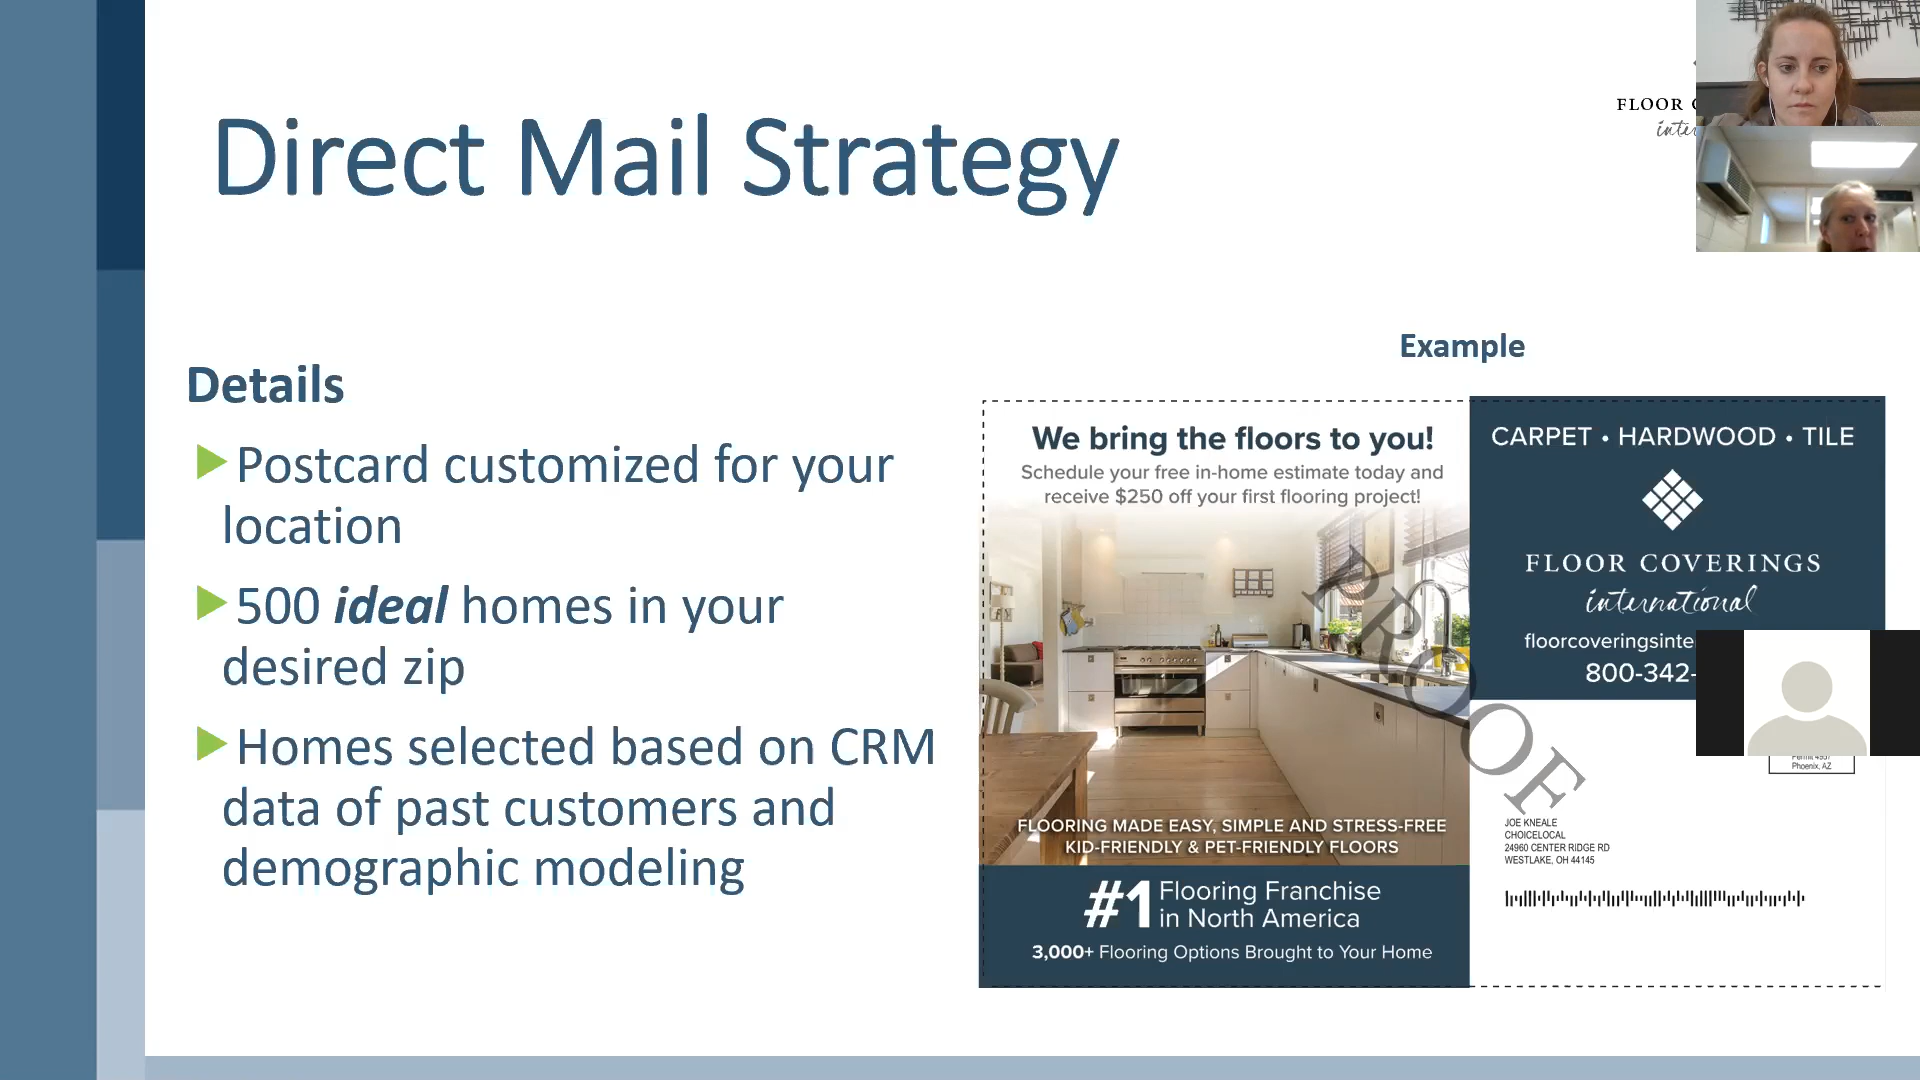 Direct Mail Strategy
FLOOR
Details
Postcard customized for your
location
500 ideal homes in your
desired zip
Homes selected based on CRM
data of past customers and
demographic modeling
Example
We bring the floors to you!
Schedule your free in-home estimate today and
receive $250 off your first flooring project!
PROOF
FLOORING MADE EASY, SIMPLE AND STRESS-FREE
KID-FRIENDLY & PET-FRIENDLY FLOORS
#1 Flooring Franchise
in North America
3,000+ Flooring Options Brought to Your Home
CARPET • HARDWOOD • TILE
FLOOR COVERINGS
international
floorcoveringsinte
800-342-
Phoenix, AZ
JOE KNEALE
CHOICELOCAL
24960 CENTER RIDGE RD
WESTLAKE, OH 44145